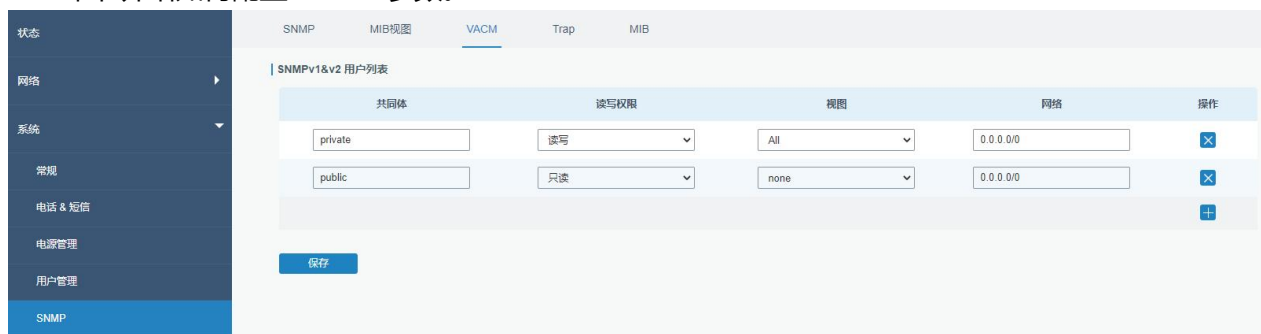 状态
网络
系统
常规
电话 & 短信
电源管理
用户管理
SNMP
SNMP MIB视图 VACM Trap MIB
SNMPv1&v2 用户列表
共同体 读写权限 视图 网络 操作
private 读写 All 0.0.0.0/0
public 只读 none 0.0.0.0/0
保存